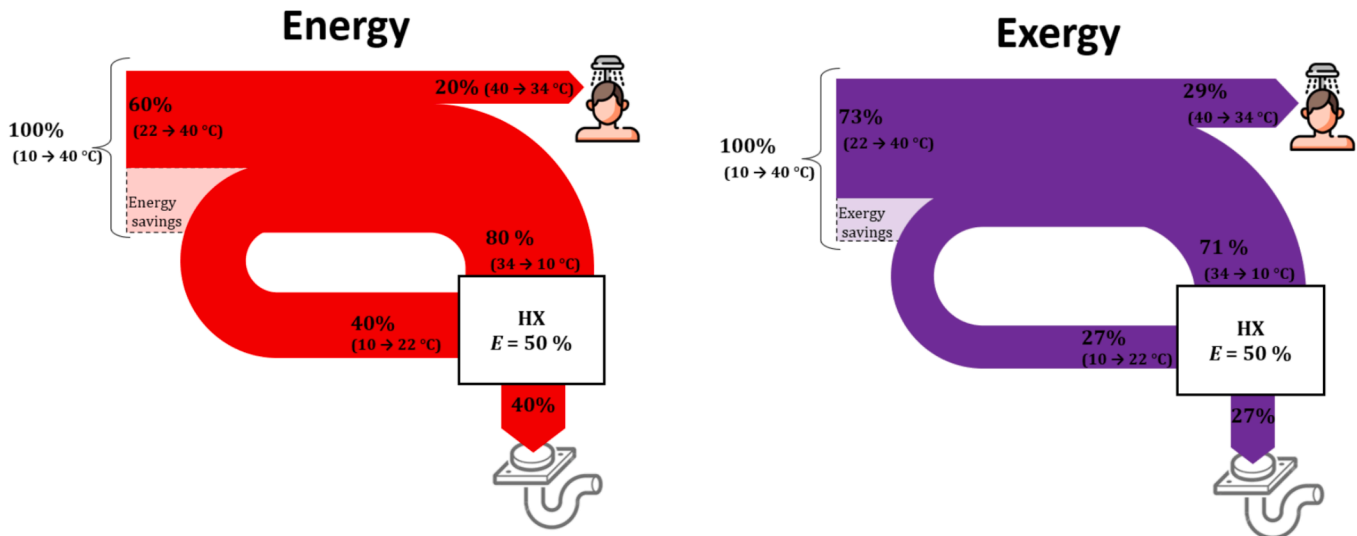 Energy
60%
(22 → 40 °C)
100%
(10 → 40 °C)
Energy
savings
20% (40 → 34 °C)
80 %
(34 → 10 °C)
40%
(10 → 22 °C)
HX
E = 50 %
40%
Exergy
73%
(22 → 40 °C)
100%
(10 → 40 °C)
Exergy
savings
29%
(40 → 34 °C)
71 %
(34 → 10 °C)
27%
(10 → 22 °C)
HX
E = 50 %
27%